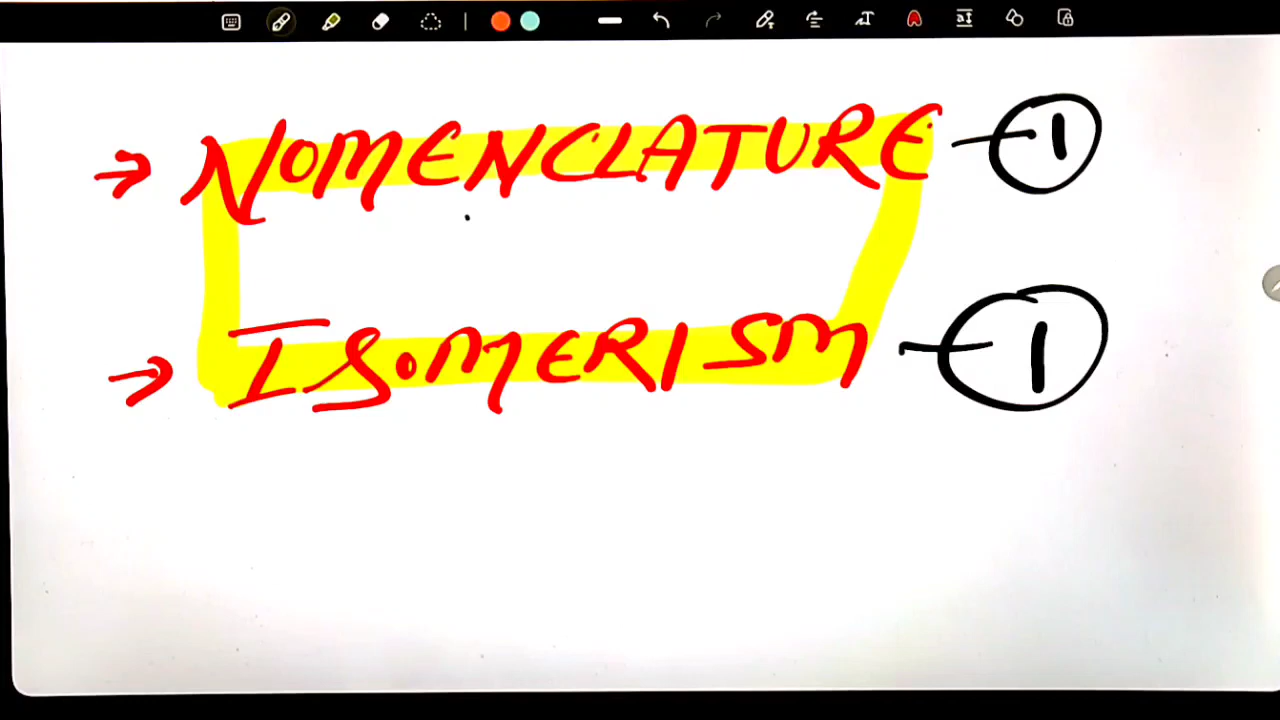 → NOMENCLATURE - 1
→ ISOMERISM - 1